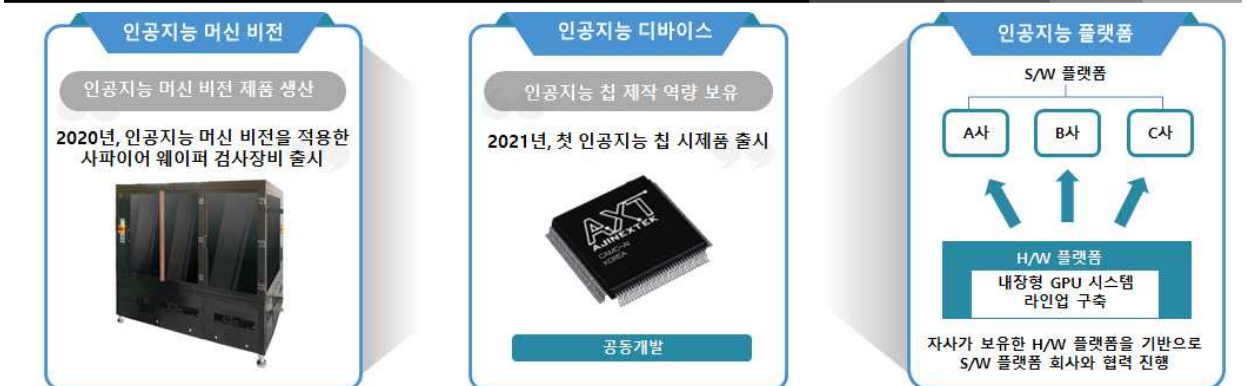 인공지능 머신 비전
인공지능 머신 비전 제품 생산
2020년, 인공지능 머신 비전을 적용한
사파이어 웨이퍼 검사장비 출시
인공지능 디바이스
인공지능 칩 제작 역량 보유
2021년, 첫 인공지능 칩 시제품 출시
AXT
AJINEXTEK
CAMC-AI
KOREA
공동개발
인공지능 플랫폼
S/W 플랫폼
A사
B사
C사
H/W 플랫폼
내장형 GPU 시스템
라인업 구축
자사가 보유한 H/W 플랫폼을 기반으로
S/W 플랫폼 회사와 협력 진행